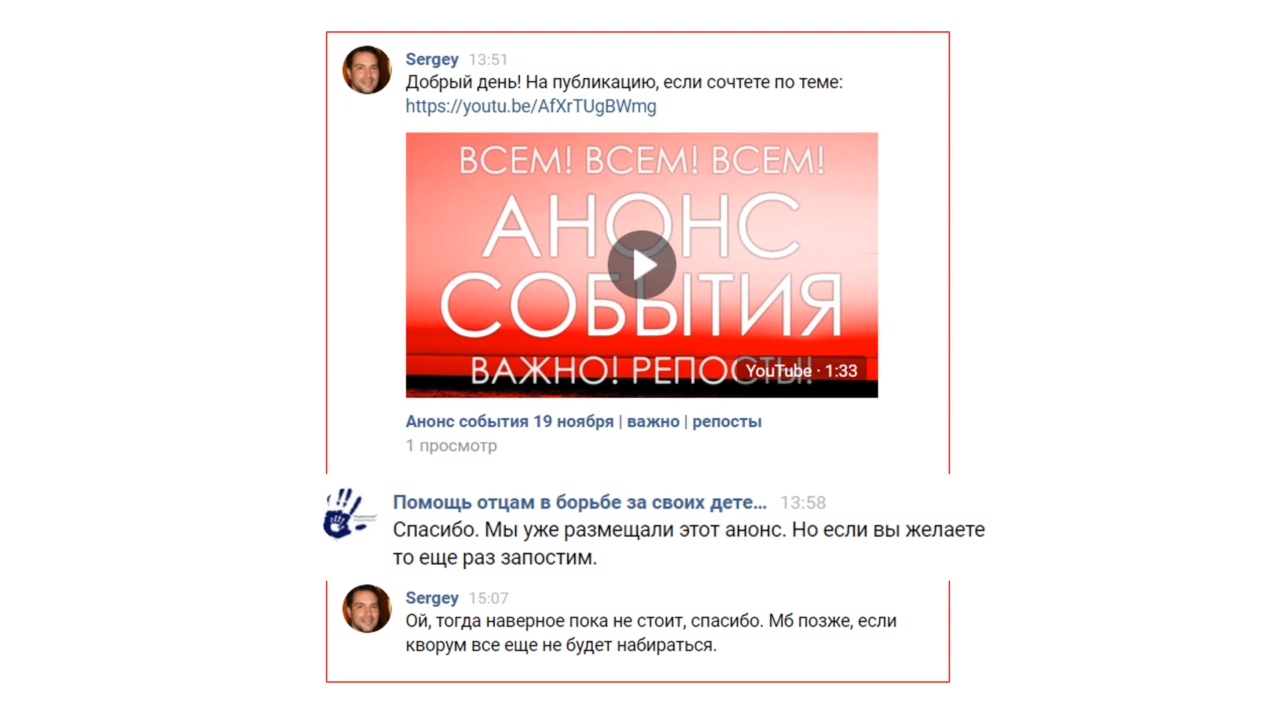 Sergey 13:51
Добрый день! На публикацию, если сочтете по теме:
https://youtu.be/AfXrTUgBWmg
ВСЕМ! ВСЕМ! ВСЕМ!
АНОНС
СОБЫТИЯ
ВАЖНО! РЕПОСТЫ!
YouTube · 1:33
Анонс события 19 ноября | важно | репосты
1 просмотр
Помощь отцам в борьбе за своих дете... 13:58
Спасибо. Мы уже размещали этот анонс. Но если вы желаете
то еще раз запостим.
Sergey 15:07
Ой, тогда наверное пока не стоит, спасибо. Мб позже, если
кворум все еще не будет набираться.